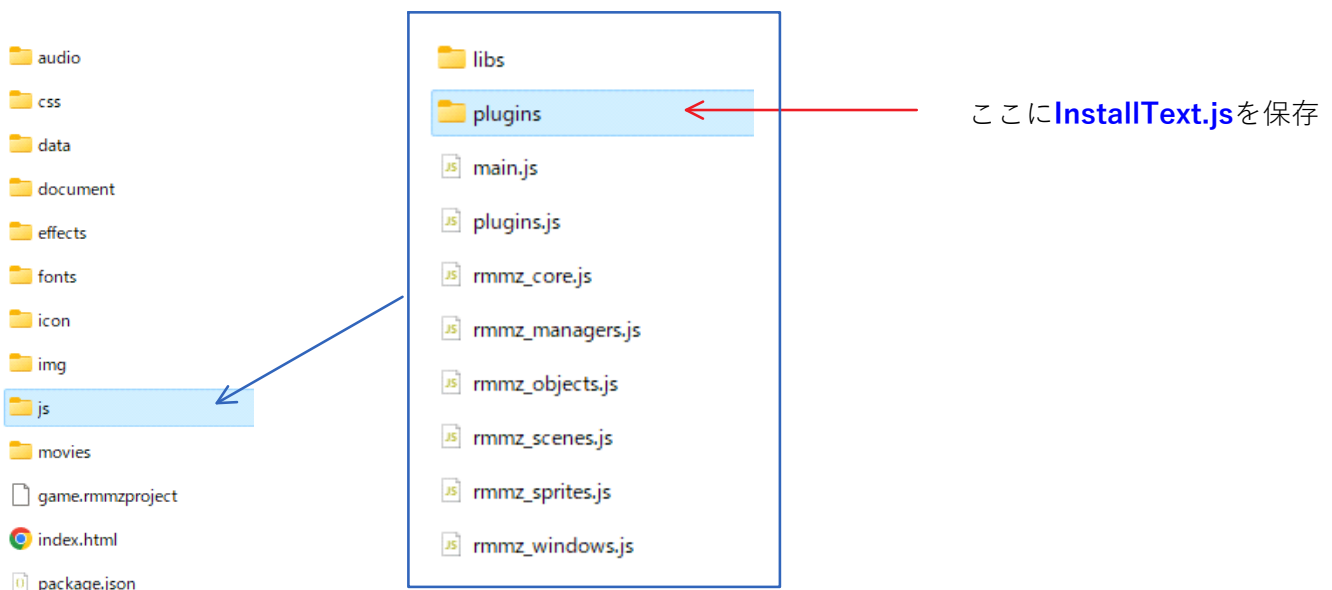 audio
css
data
document
effects
fonts
icon
img
js
movies
game.rmmzproject
index.html
package.json
libs
plugins
main.js
plugins.js
rmmz_core.js
rmmz_managers.js
rmmz_objects.js
rmmz_scenes.js
rmmz_sprites.js
rmmz_windows.js
ここにInstallText.jsを保存